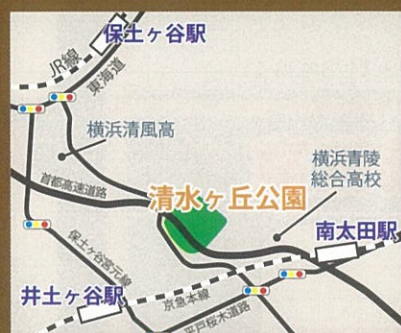 保土ヶ谷駅
JR線
東海道
横浜清風高
横浜青陵
総合高校
首都高速道路
清水ヶ丘公園
南太田駅
保土ヶ谷宮元線
井土ヶ谷駅
京急本線
平戸桜木道路